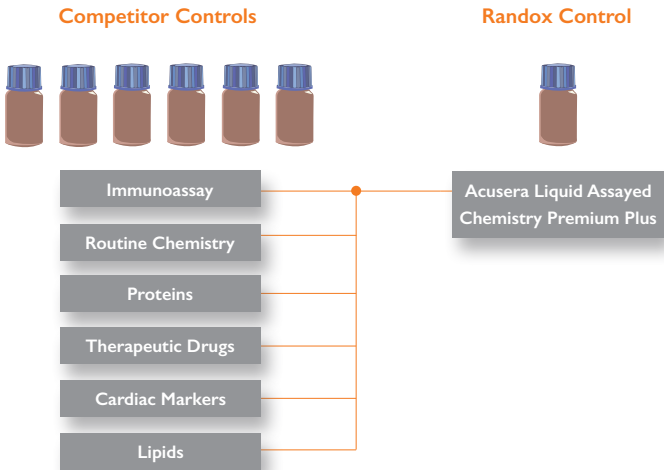 Competitor Controls
Randox Control
Immunoassay
Acusera Liquid Assayed
Chemistry Premium Plus
Routine Chemistry
Proteins
Therapeutic Drugs
Cardiac Markers
Lipids